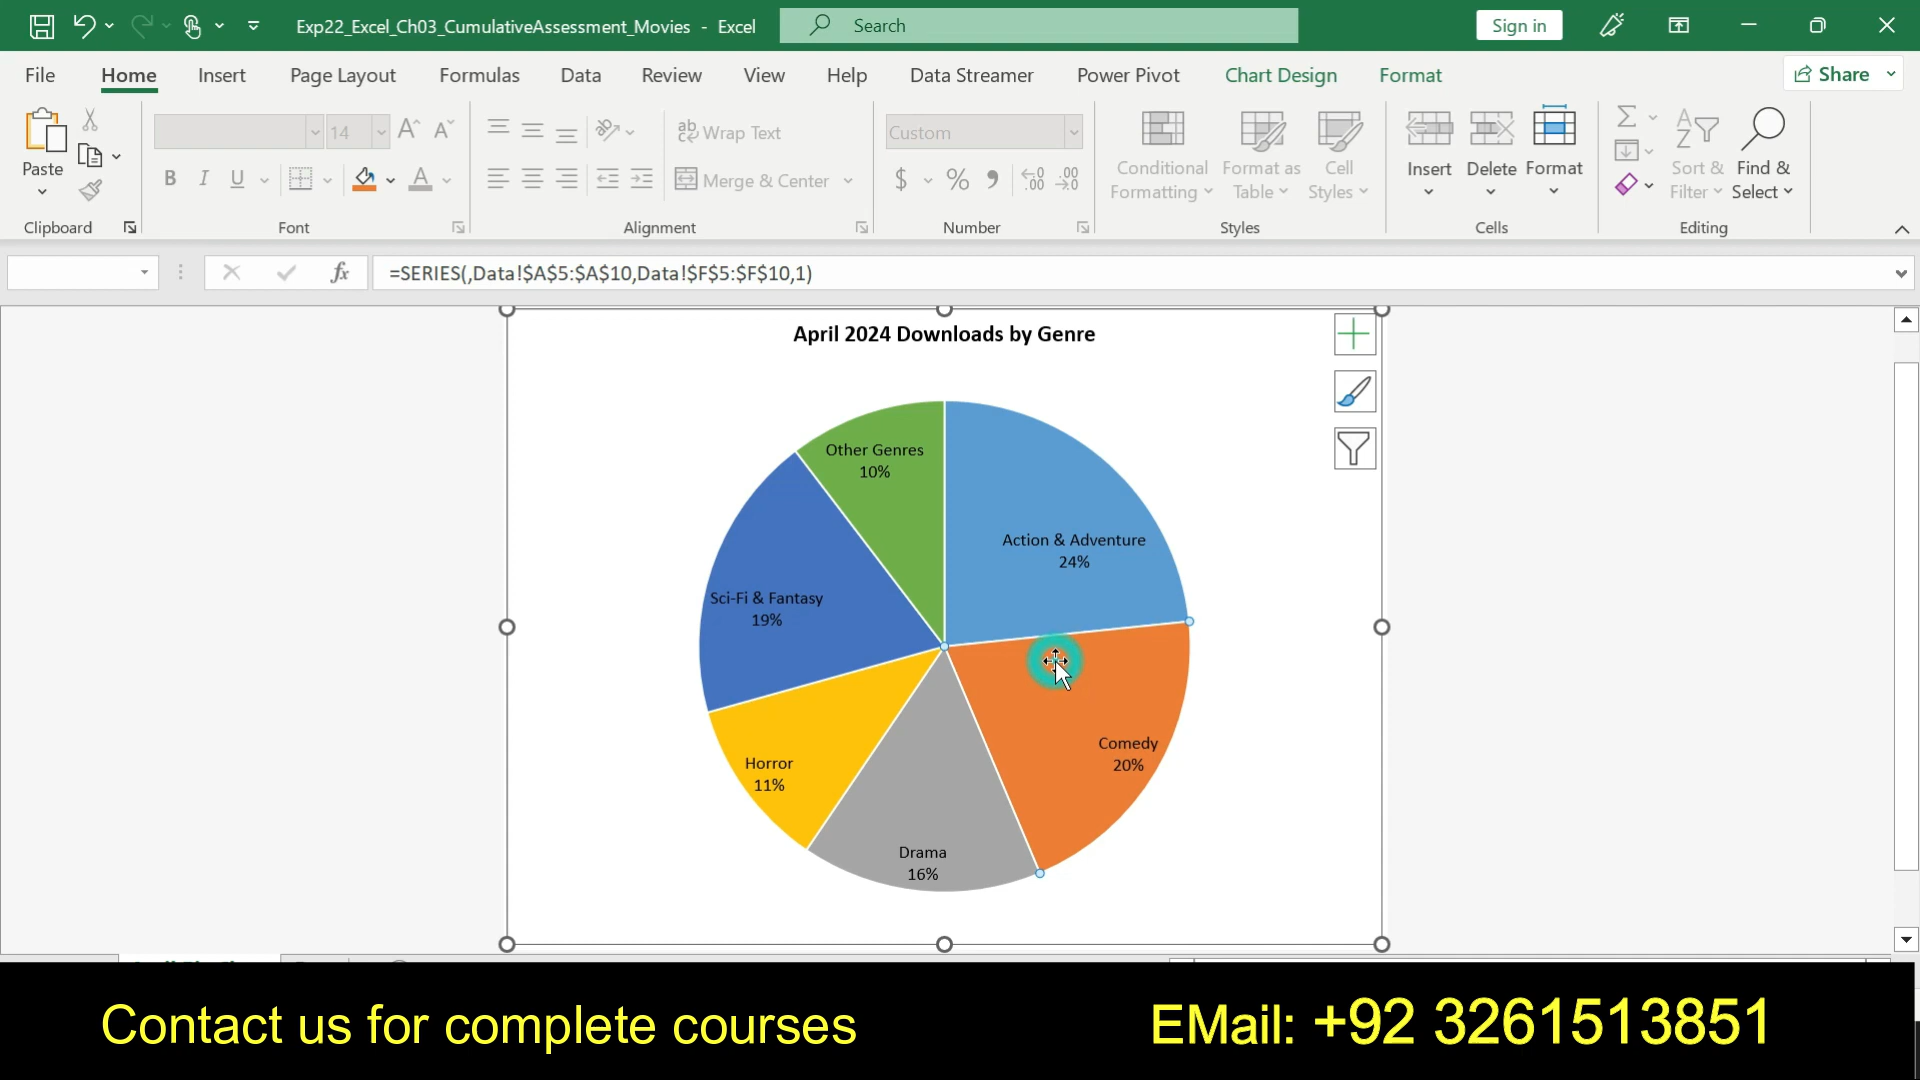 Exp22_Excel_Ch03_CumulativeAssessment_Movies - Excel
Search
Sign in
File Home Insert Page Layout Formulas Data Review View Help Data Streamer Power Pivot Chart Design Format
Share
Paste
Clipboard
14
B I U
Font
Wrap Text
Merge & Center
Alignment
Custom
$ % 9
Number
Conditional Formatting
Format as Table
Cell Styles
Styles
Insert Delete Format
Cells
Sort & Filter
Find & Select
Editing
fx
=SERIES(,Data!$A$5:$A$10,Data!$F$5:$F$10,1)
April 2024 Downloads by Genre
Other Genres
10%
Action & Adventure
24%
Sci-Fi & Fantasy
19%
Comedy
20%
Horror
11%
Drama
16%
Contact us for complete courses
EMail: +92 3261513851